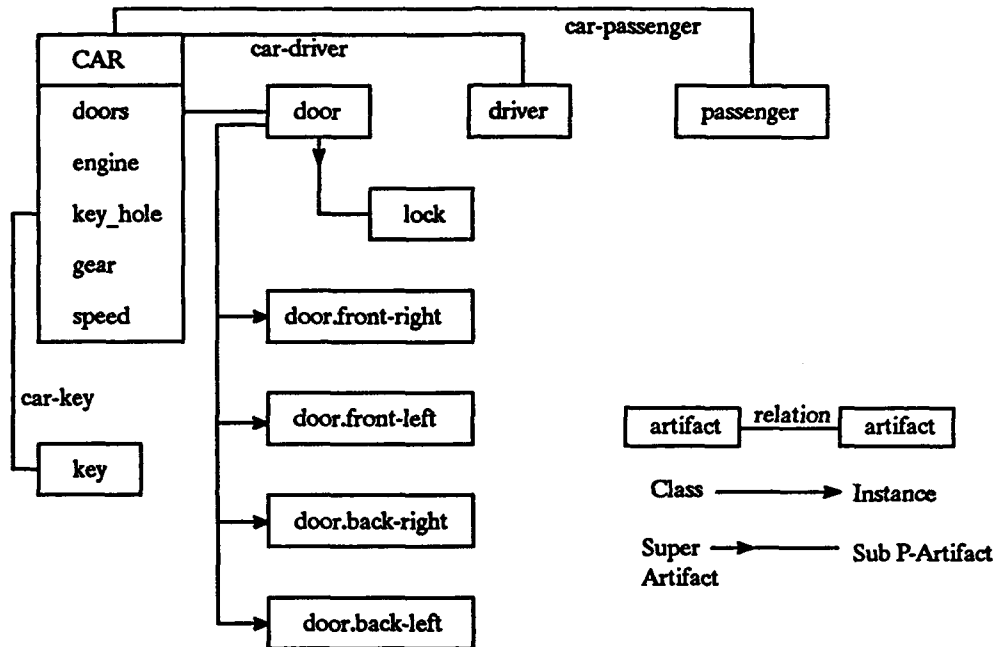 car-passenger
car-driver
CAR
doors
door
driver
passenger
engine
key_hole
lock
gear
speed
door.front-right
car-key
door.front-left
artifact
relation
artifact
key
Class
Instance
door.back-right
Super
Artifact
Sub P-Artifact
door.back-left